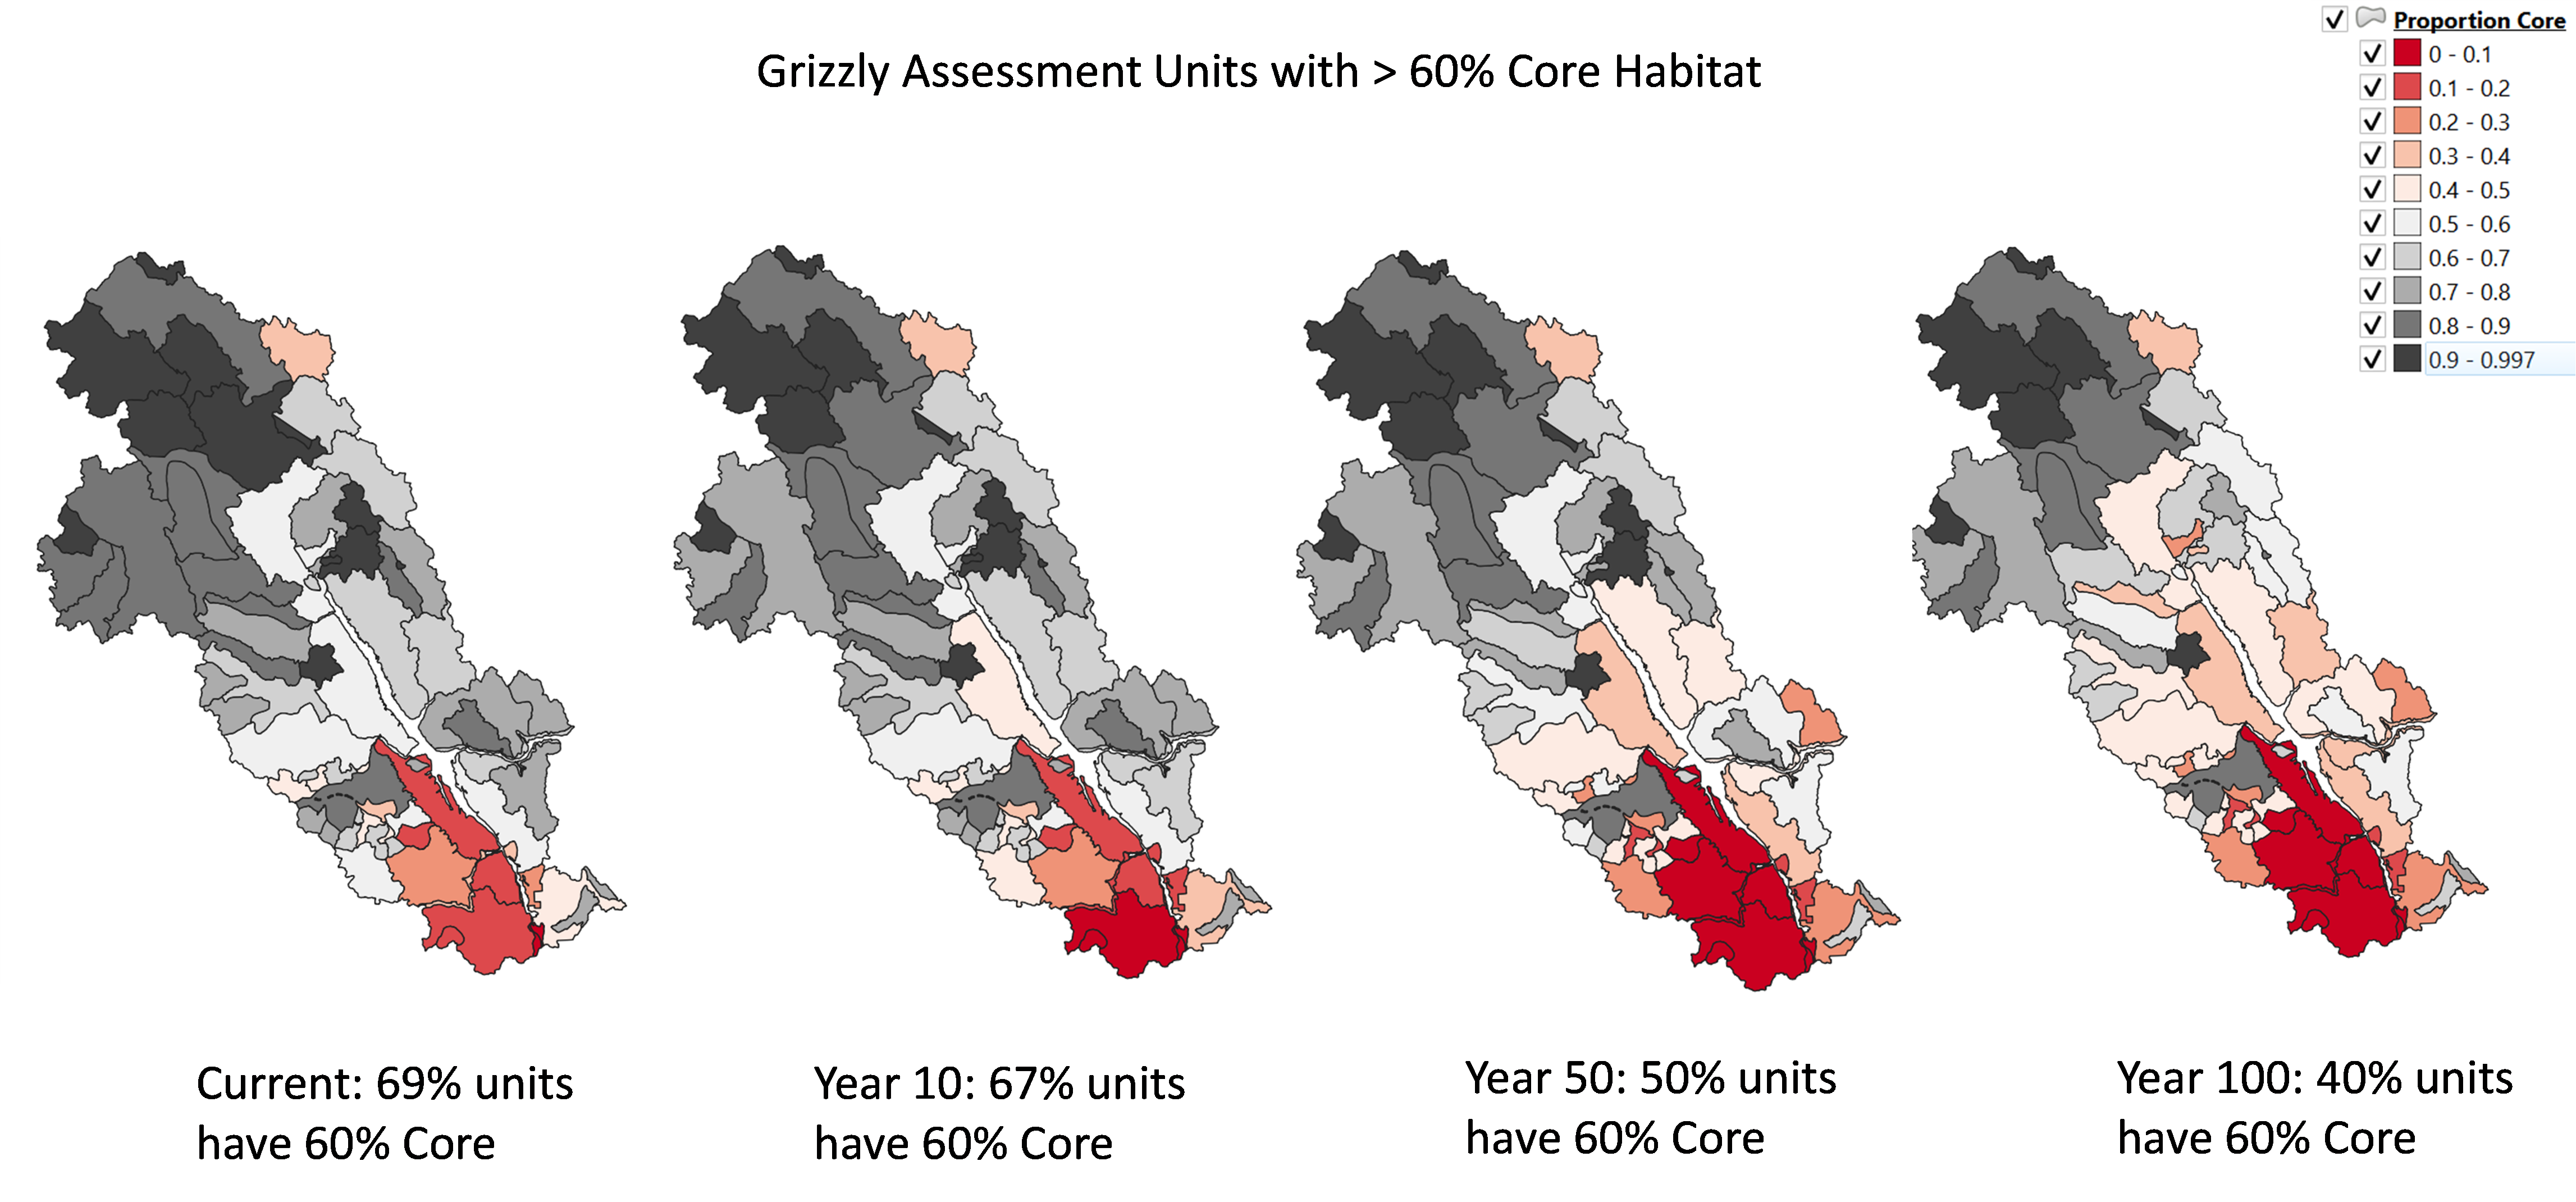 Proportion Core
0 - 0.1
0.1 - 0.2
0.2 - 0.3
0.3 - 0.4
0.4 - 0.5
0.5 - 0.6
0.6 - 0.7
0.7 - 0.8
0.8 - 0.9
0.9 - 0.997
Grizzly Assessment Units with > 60% Core Habitat
Current: 69% units
have 60% Core
Year 10: 67% units
have 60% Core
Year 50: 50% units
have 60% Core
Year 100: 40% units
have 60% Core